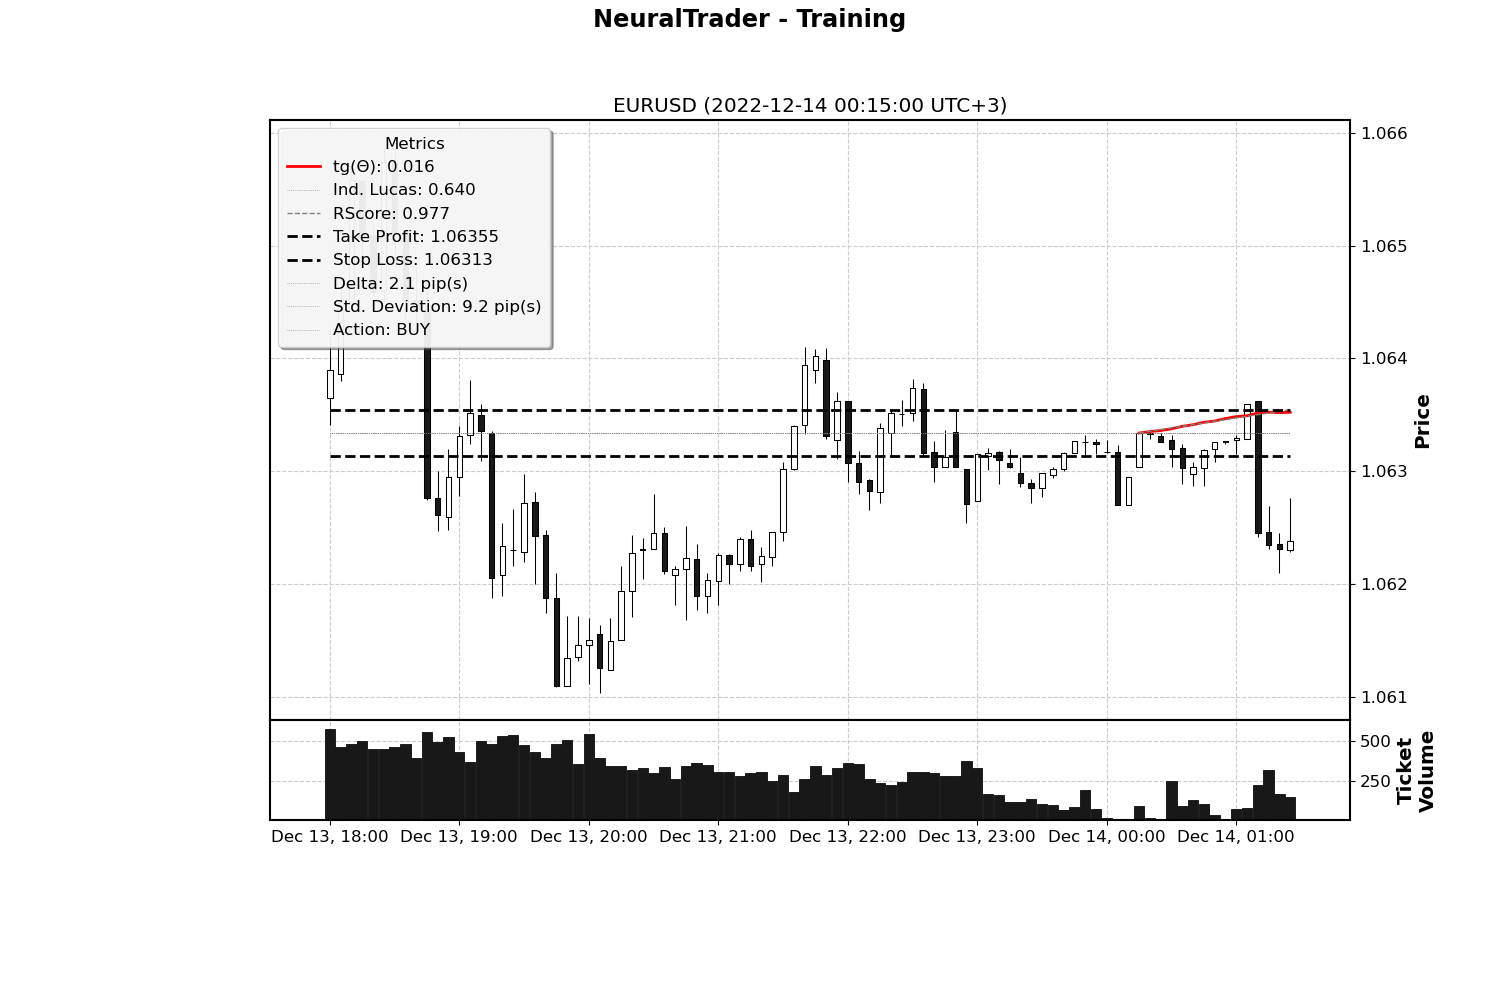 NeuralTrader - Training
EURUSD (2022-12-14 00:15:00 UTC+3)
Metrics
tg(Θ): 0.016
Ind. Lucas: 0.640
RScore: 0.977
Take Profit: 1.06355
Stop Loss: 1.06313
Delta: 2.1 pip(s)
Std. Deviation: 9.2 pip(s)
Action: BUY
1.066
1.065
1.064
1.063
1.062
1.061
Price
500
250
Ticket
Volume
Dec 13, 18:00 Dec 13, 19:00 Dec 13, 20:00 Dec 13, 21:00 Dec 13, 22:00 Dec 13, 23:00 Dec 14, 00:00 Dec 14, 01:00